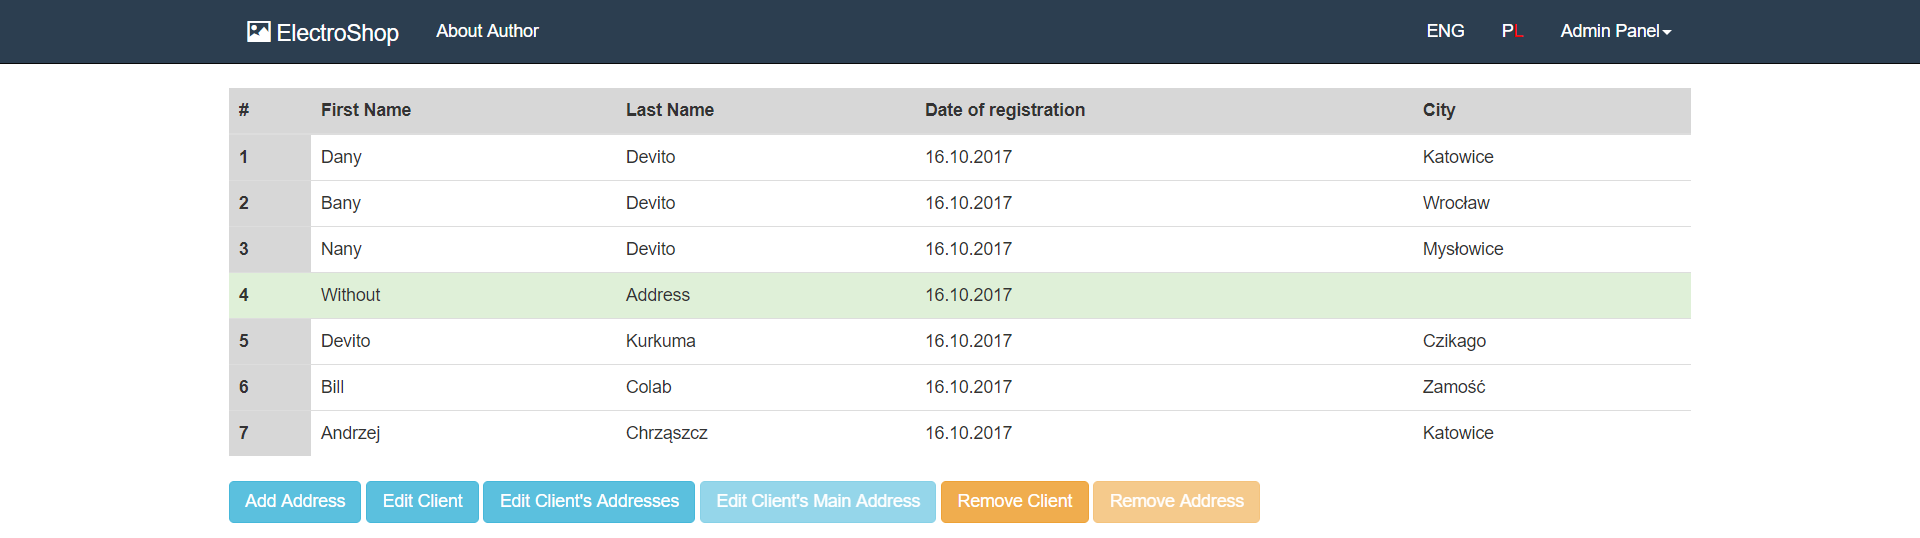 ElectroShop About Author ENG PL Admin Panel
# First Name Last Name Date of registration City
1 Dany Devito 16.10.2017 Katowice
2 Bany Devito 16.10.2017 Wrocław
3 Nany Devito 16.10.2017 Mysłowice
4 Without Address 16.10.2017
5 Devito Kurkuma 16.10.2017 Czikago
6 Bill Colab 16.10.2017 Zamość
7 Andrzej Chrząszcz 16.10.2017 Katowice
Add Address Edit Client Edit Client's Addresses Edit Client's Main Address Remove Client Remove Address